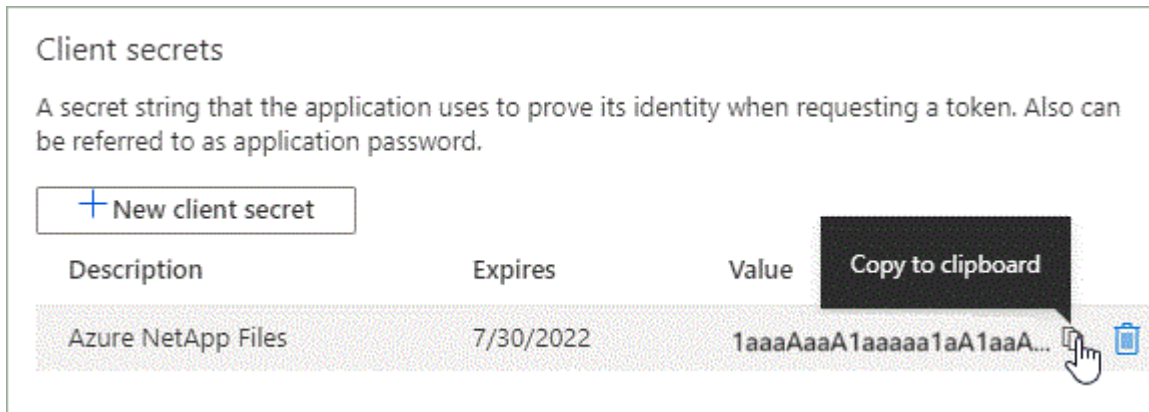 Client secrets
A secret string that the application uses to prove its identity when requesting a token. Also can
be referred to as application password.
+ New client secret
Copy to clipboard
Description Expires Value
Azure NetApp Files 7/30/2022 1aaaAaaA1aaaaa1aA1aaA...